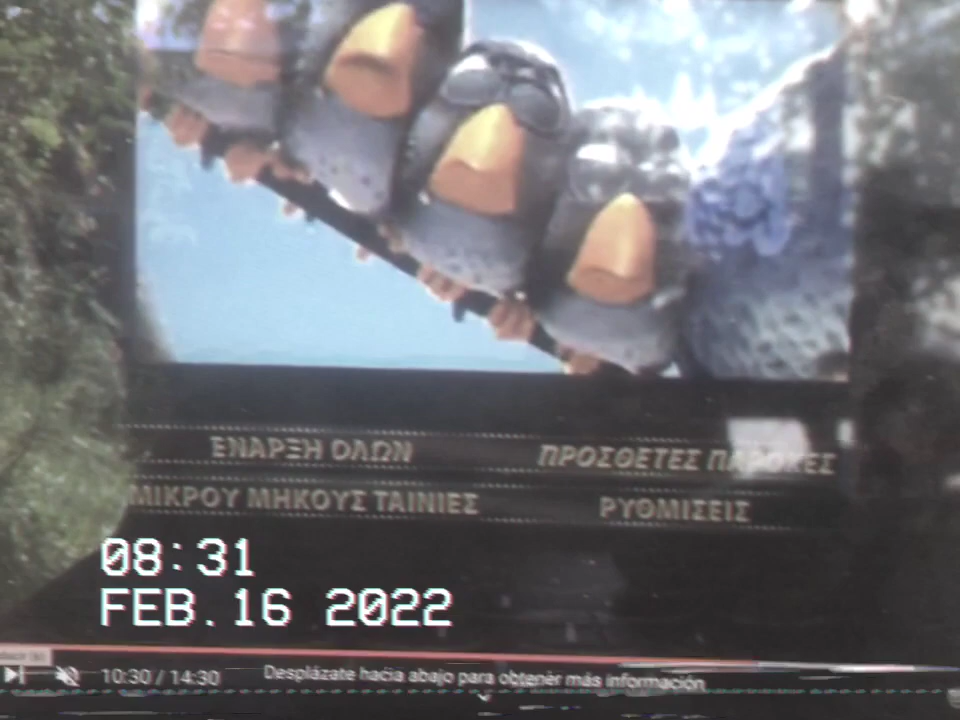 ΕΝΑΡΞΗ ΟΛΩΝ
ΠΡΟΣΘΕΤΕΣ ΠΑΡΟΧΕΣ
ΜΙΚΡΟΥ ΜΗΚΟΥΣ ΤΑΙΝΙΕΣ
ΡΥΘΜΙΣΕΙΣ
08:31
FEB.16 2022
10:30 / 14:30
Desplázate hacia abajo para obtener más información